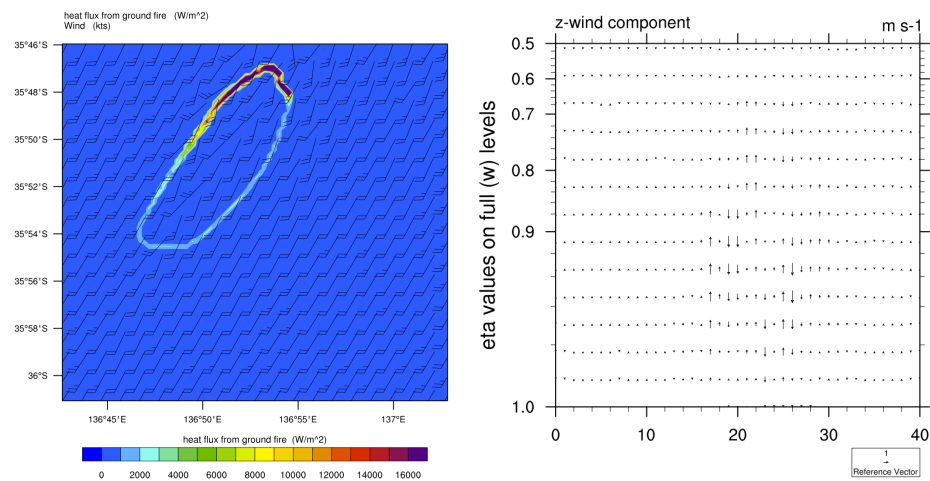 heat flux from ground fire (W/m^2)
Wind (kts)
35°46'S
35°48'S
35°50'S
35°52'S
35°54'S
35°56'S
35°58'S
36°S
136°45'E
136°50'E
136°55'E
137°E
heat flux from ground fire (W/m^2)
0
2000
4000
6000
8000
10000
12000
14000
16000
z-wind component
m s-1
eta values on full (w) levels
0.5
0.6
0.7
0.8
0.9
1.0
0
10
20
30
40
1
Reference Vector